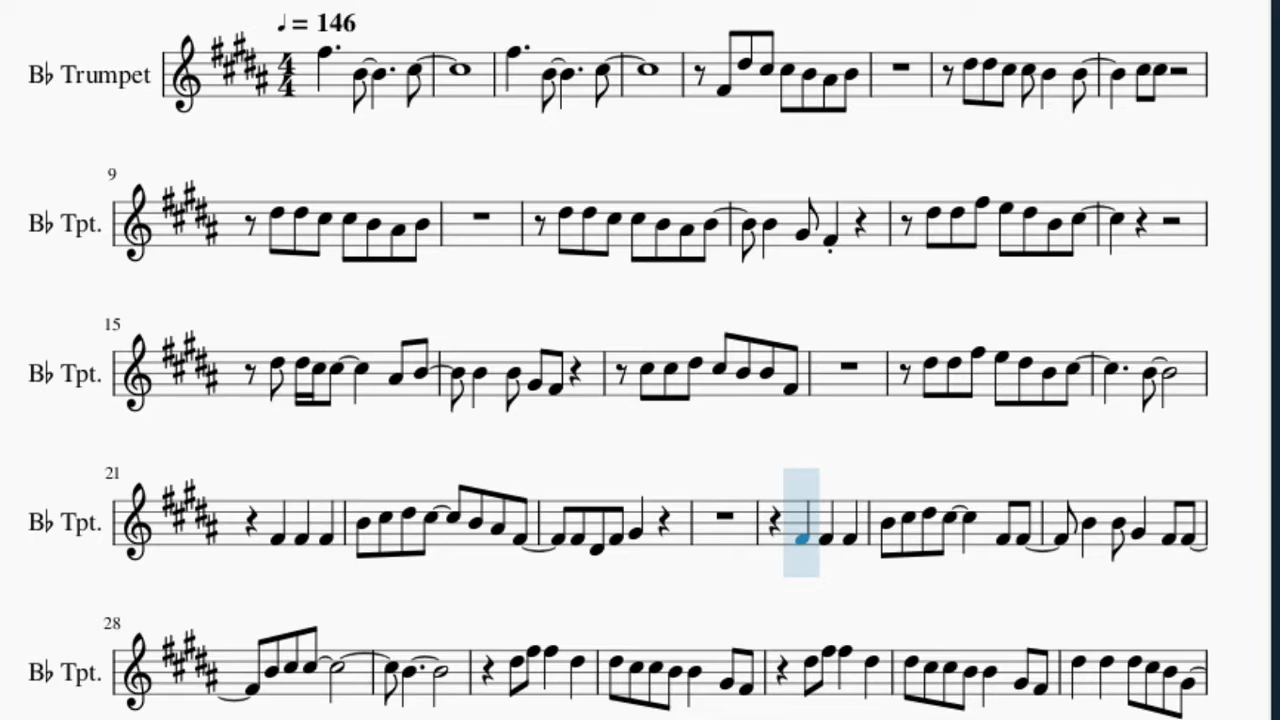 ♩ = 146
B♭ Trumpet
4
4
9
B♭ Tpt.
15
B♭ Tpt.
21
B♭ Tpt.
28
B♭ Tpt.